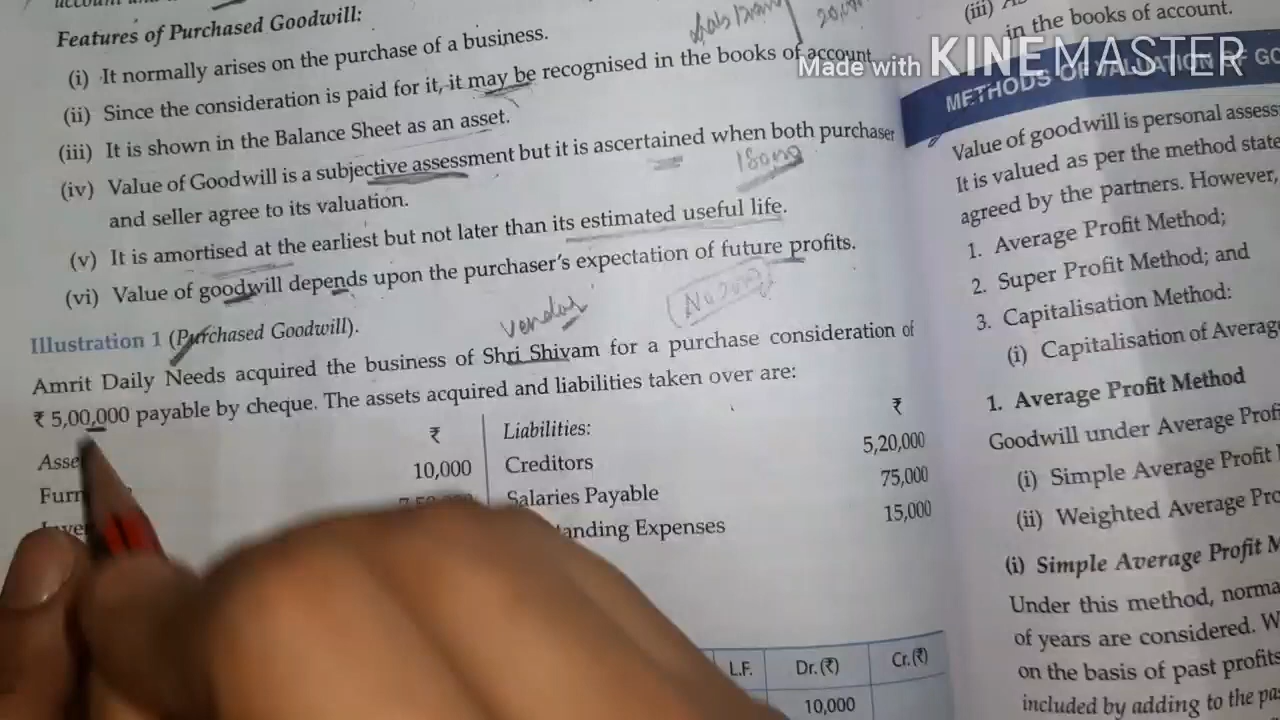 Features of Purchased Goodwill:
(i) It normally arises on the purchase of a business.
(ii) Since the consideration is paid for it, it may be recognised in the books of account
(iii) It is shown in the Balance Sheet as an asset.
(iv) Value of Goodwill is a subjective assessment but it is ascertained when both purchaser
and seller agree to its valuation.
(v) It is amortised at the earliest but not later than its estimated useful life.
(vi) Value of goodwill depends upon the purchaser's expectation of future profits.
vendor
Illustration 1 (Purchased Goodwill).
Amrit Daily Needs acquired the business of Shri Shivam for a purchase consideration of
₹ 5,00,000 payable by cheque. The assets acquired and liabilities taken over are:
₹ Liabilities: ₹
10,000 Creditors 5,20,000
Salaries Payable 75,000
Expenses 15,000
L.F. Dr.(₹) Cr.(₹)
10,000
(iii)
in the books of account.
Made with KINEMASTER
METHODS OF VALUATION OF
Value of goodwill is personal
It is valued as per the method
agreed by the partners. However,
1. Average Profit Method;
2. Super Profit Method; and
3. Capitalisation Method:
(i) Capitalisation of
1. Average Profit Method
Goodwill under Average
(i) Simple Average Profit
(ii) Weighted Average
(i) Simple Average Profit
Under this method,
of years are considered.
on the basis of past profits
included by adding to the